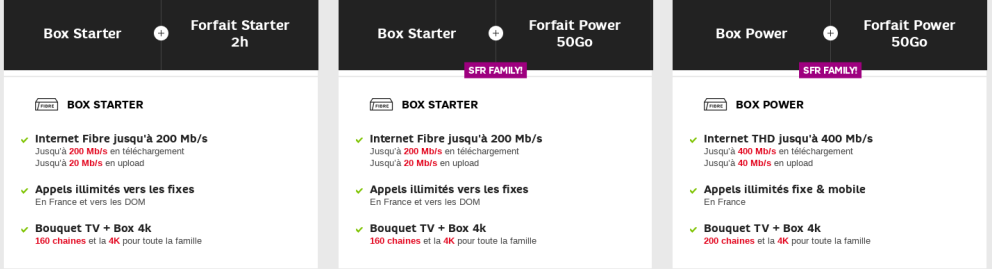 Box Starter
+
Forfait Starter
2h
BOX STARTER
FIBRE
Internet Fibre jusqu'à 200 Mb/s
Jusqu'à 200 Mb/s en téléchargement
Jusqu'à 20 Mb/s en upload
Appels illimités vers les fixes
En France et vers les DOM
Bouquet TV + Box 4k
160 chaines et la 4K pour toute la famille
Box Starter
+
Forfait Power
50Go
SFR FAMILY!
BOX STARTER
FIBRE
Internet Fibre jusqu'à 200 Mb/s
Jusqu'à 200 Mb/s en téléchargement
Jusqu'à 20 Mb/s en upload
Appels illimités vers les fixes
En France et vers les DOM
Bouquet TV + Box 4k
160 chaines et la 4K pour toute la famille
Box Power
+
Forfait Power
50Go
SFR FAMILY!
BOX POWER
FIBRE
Internet THD jusqu'à 400 Mb/s
Jusqu'à 400 Mb/s en téléchargement
Jusqu'à 40 Mb/s en upload
Appels illimités fixe & mobile
En France
Bouquet TV + Box 4k
200 chaines et la 4K pour toute la famille